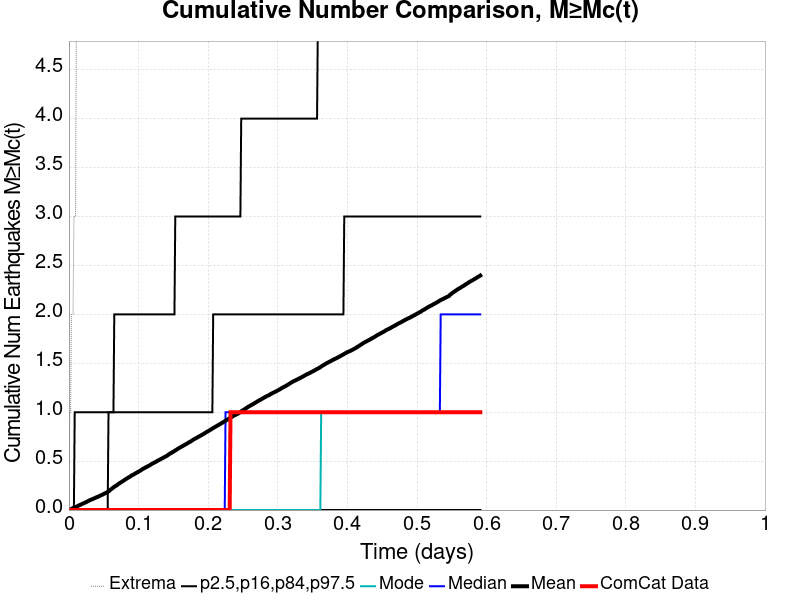 Cumulative Number Comparison, M≥Mc(t)
Cumulative Num Earthquakes M≥Mc(t)
4.5
4.0
3.5
3.0
2.5
2.0
1.5
1.0
0.5
0.0
0 0.1 0.2 0.3 0.4 0.5 0.6 0.7 0.8 0.9 1
Time (days)
Extrema p2.5,p16,p84,p97.5 Mode Median Mean ComCat Data